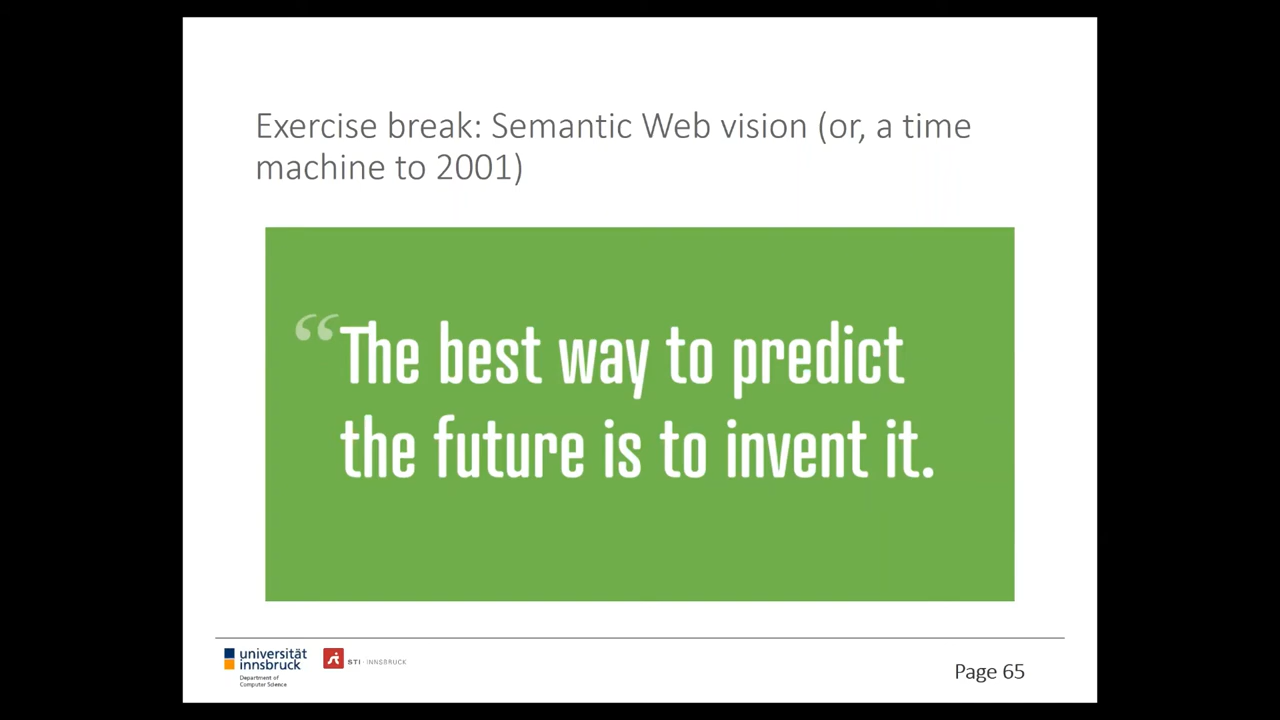 Exercise break: Semantic Web vision (or, a time
machine to 2001)
“The best way to predict
the future is to invent it.
universität
innsbruck
Department of
Computer Science
STI · INNSBRUCK
Page 65